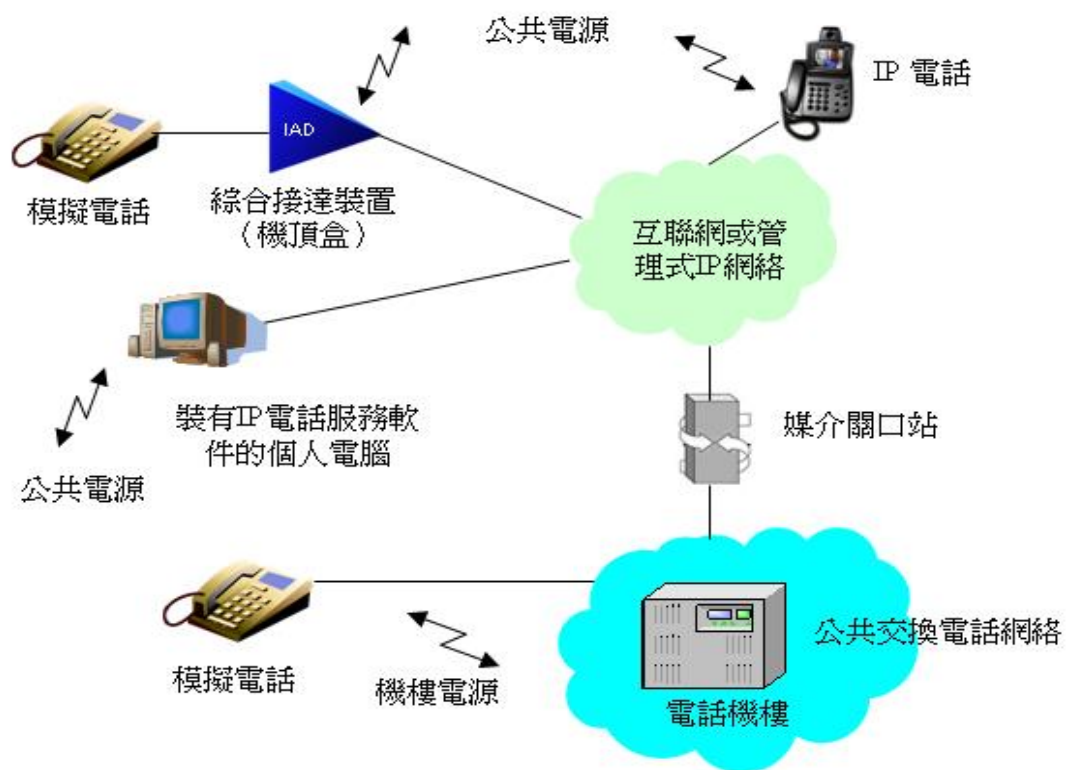 公共電源
IP 電話
IAD
模擬電話
綜合接達裝置
（機頂盒）
互聯網或管
理式IP網絡
裝有IP電話服務軟
件的個人電腦
媒介關口站
公共電源
模擬電話
機樓電源
公共交換電話網絡
電話機樓